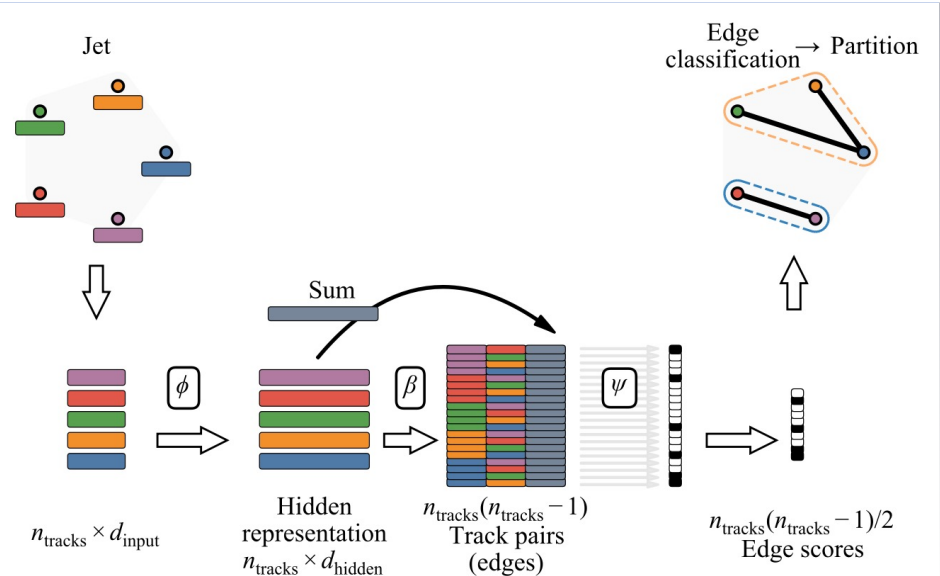 Jet
Edge
classification → Partition
Sum
ϕ
β
ψ
n_tracks × d_input
Hidden
representation
n_tracks × d_hidden
n_tracks(n_tracks − 1)
Track pairs
(edges)
n_tracks(n_tracks − 1)/2
Edge scores